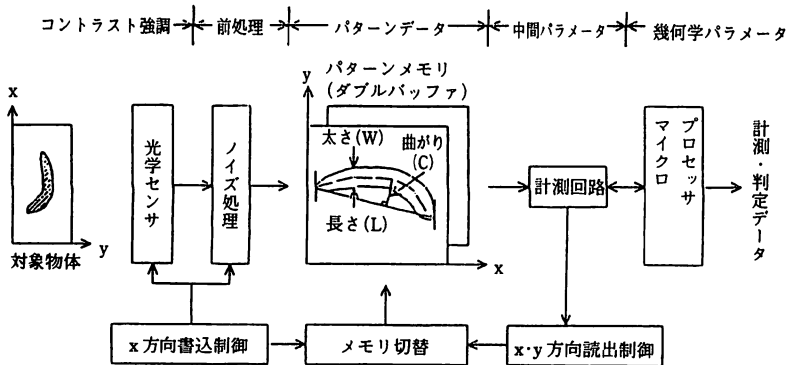 コントラスト強調
前処理
パターンデータ
中間パラメータ
幾何学パラメータ
x
y
対象物体
光学センサ
ノイズ処理
パターンメモリ
(ダブルバッファ)
y
太さ(W)
曲がり
(C)
長さ(L)
x
計測回路
マイクロ
プロセッサ
計測・判定データ
x方向書込制御
メモリ切替
x·y方向読出制御